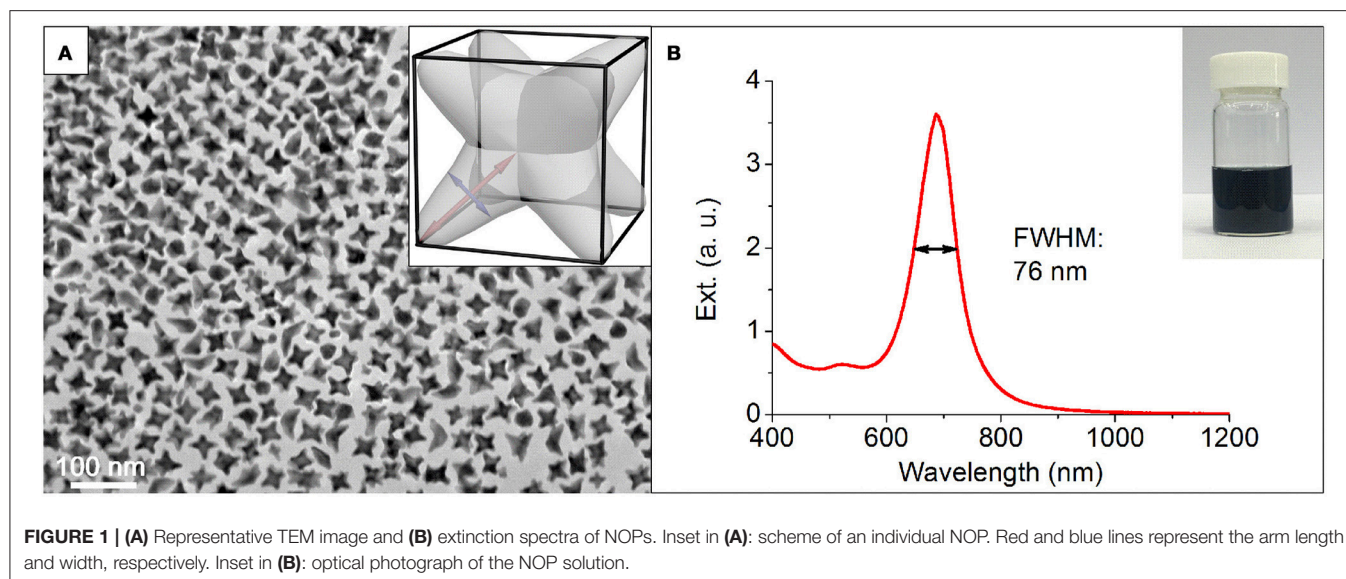 A
100 nm
B
4
3
2
1
0
Ext. (a. u.)
FWHM:
76 nm
400 600 800 1000 1200
Wavelength (nm)
FIGURE 1 | (A) Representative TEM image and (B) extinction spectra of NOPs. Inset in (A): scheme of an individual NOP. Red and blue lines represent the arm length
and width, respectively. Inset in (B): optical photograph of the NOP solution.